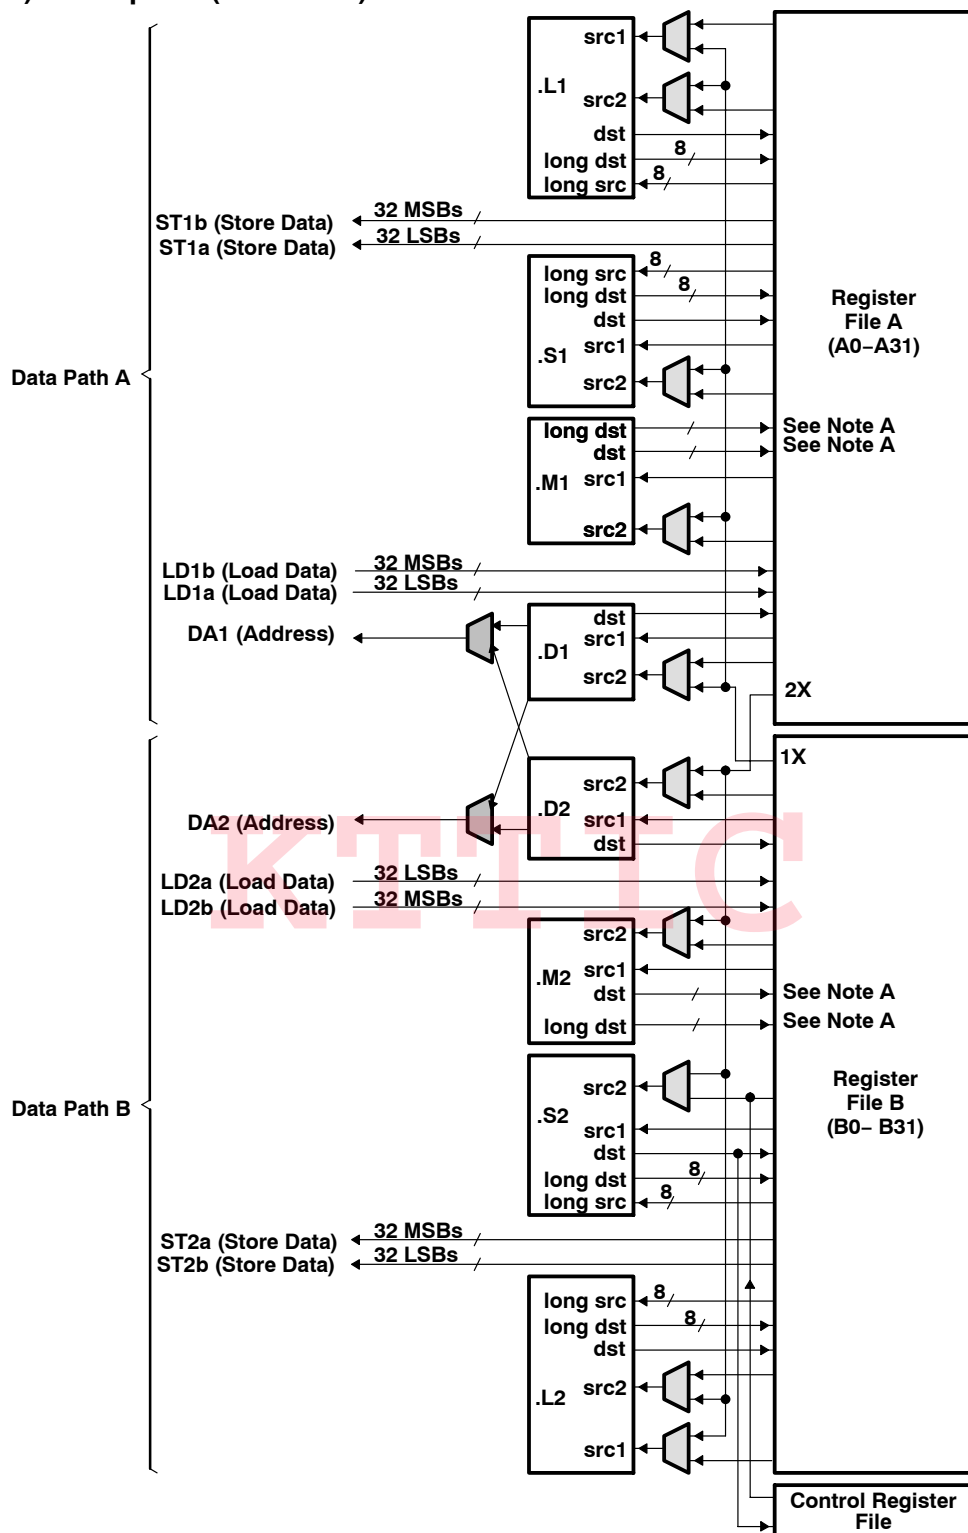 src1
.L1
src2
dst
8
long dst
8
long src
32 MSBs
ST1b (Store Data)
32 LSBs
ST1a (Store Data)
8
long src
8
long dst
dst
.S1
src1
src2
Register
File A
(A0–A31)
Data Path A
long dst
See Note A
dst
See Note A
.M1
src1
src2
32 MSBs
LD1b (Load Data)
32 LSBs
LD1a (Load Data)
dst
DA1 (Address)
src1
.D1
src2
2X
1X
src2
.D2
DA2 (Address)
src1
dst
32 LSBs
LD2a (Load Data)
32 MSBs
LD2b (Load Data)
KTTIC
src2
src1
.M2
dst
See Note A
long dst
See Note A
src2
.S2
src1
dst
8
long dst
8
long src
Register
File B
(B0– B31)
Data Path B
32 MSBs
ST2a (Store Data)
32 LSBs
ST2b (Store Data)
8
long src
8
long dst
dst
src2
.L2
src1
Control Register
File